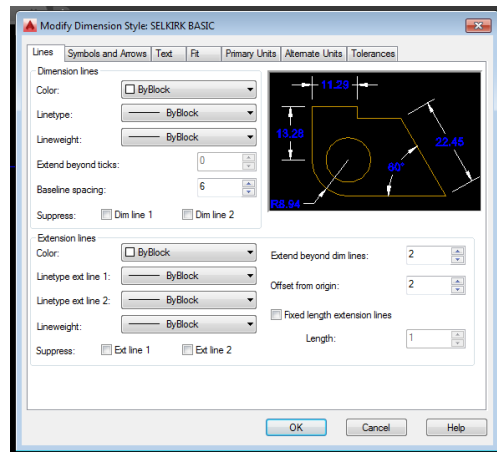 Modify Dimension Style: SELKIRK BASIC
Lines Symbols and Arrows Text Fit Primary Units Alternate Units Tolerances
Dimension lines
Color: ByBlock
Linetype: ByBlock
Lineweight: ByBlock
Extend beyond ticks: 0
Baseline spacing: 6
Suppress: Dim line 1 Dim line 2
11.29
13.28
22.45
60°
R8.94
Extension lines
Color: ByBlock
Linetype ext line 1: ByBlock
Linetype ext line 2: ByBlock
Lineweight: ByBlock
Suppress: Ext line 1 Ext line 2
Extend beyond dim lines: 2
Offset from origin: 2
Fixed length extension lines
Length: 1
OK Cancel Help